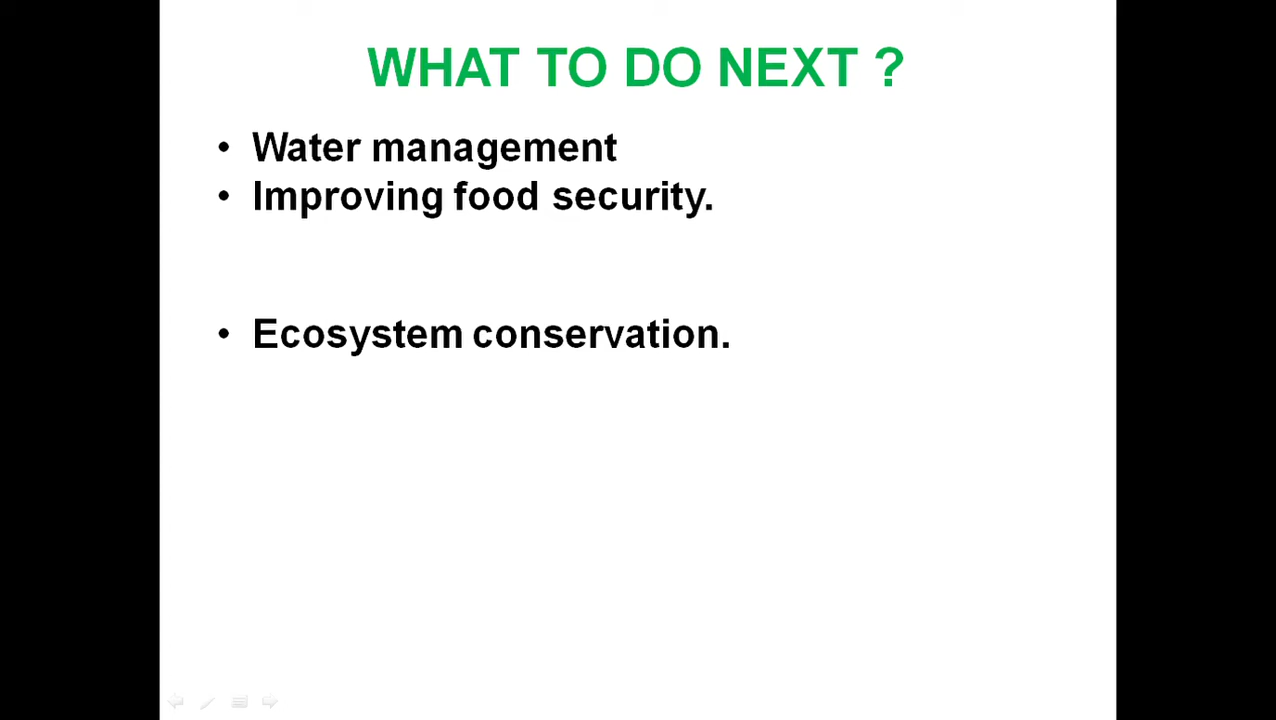 WHAT TO DO NEXT ?
• Water management
• Improving food security.
• Ecosystem conservation.